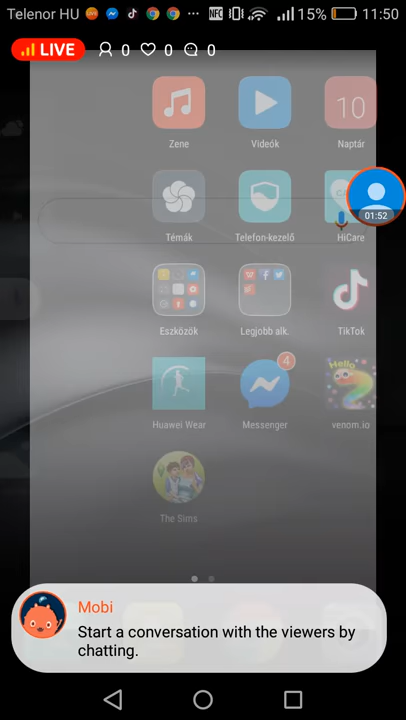 Telenor HU NFC 15% 11:50
LIVE 0 0 0
10
Zene Videók Naptár
01:52
Témák Telefon-kezelő HiCare
Eszközök Legjobb alk. TikTok
4
Hello
Huawei Wear Messenger venom.io
The Sims
Mobi
Start a conversation with the viewers by
chatting.